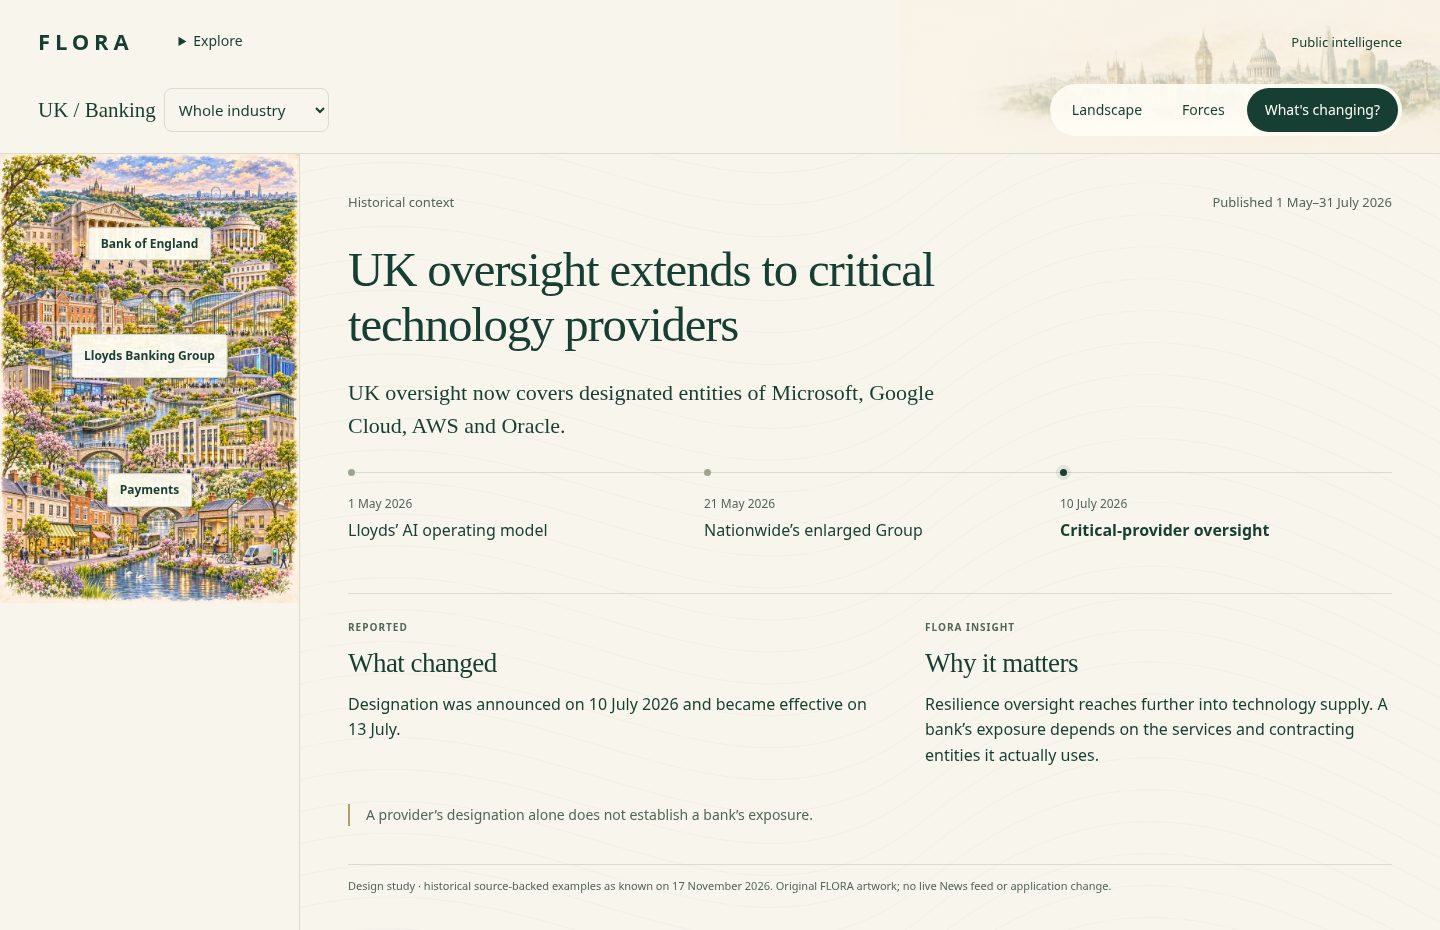 FLORA
▶ Explore
Public intelligence
UK / Banking
Whole industry
Landscape
Forces
What's changing?
Bank of England
Lloyds Banking Group
Payments
Historical context
Published 1 May–31 July 2026
UK oversight extends to critical
technology providers
UK oversight now covers designated entities of Microsoft, Google
Cloud, AWS and Oracle.
1 May 2026
Lloyds’ AI operating model
21 May 2026
Nationwide’s enlarged Group
10 July 2026
Critical-provider oversight
REPORTED
What changed
Designation was announced on 10 July 2026 and became effective on
13 July.
FLORA INSIGHT
Why it matters
Resilience oversight reaches further into technology supply. A
bank’s exposure depends on the services and contracting
entities it actually uses.
A provider’s designation alone does not establish a bank’s exposure.
Design study · historical source-backed examples as known on 17 November 2026. Original FLORA artwork; no live News feed or application change.